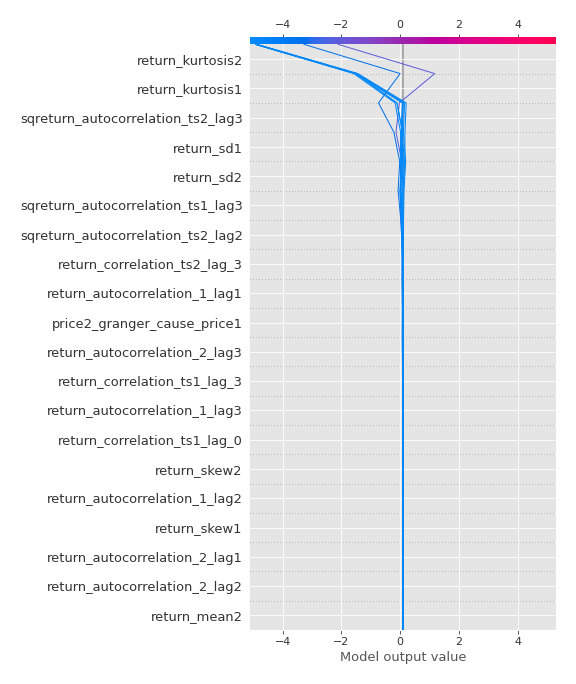 −4 −2 0 2 4
return_kurtosis2
return_kurtosis1
sqreturn_autocorrelation_ts2_lag3
return_sd1
return_sd2
sqreturn_autocorrelation_ts1_lag3
sqreturn_autocorrelation_ts2_lag2
return_correlation_ts2_lag_3
return_autocorrelation_1_lag1
price2_granger_cause_price1
return_autocorrelation_2_lag3
return_correlation_ts1_lag_3
return_autocorrelation_1_lag3
return_correlation_ts1_lag_0
return_skew2
return_autocorrelation_1_lag2
return_skew1
return_autocorrelation_2_lag1
return_autocorrelation_2_lag2
return_mean2
−4 −2 0 2 4
Model output value